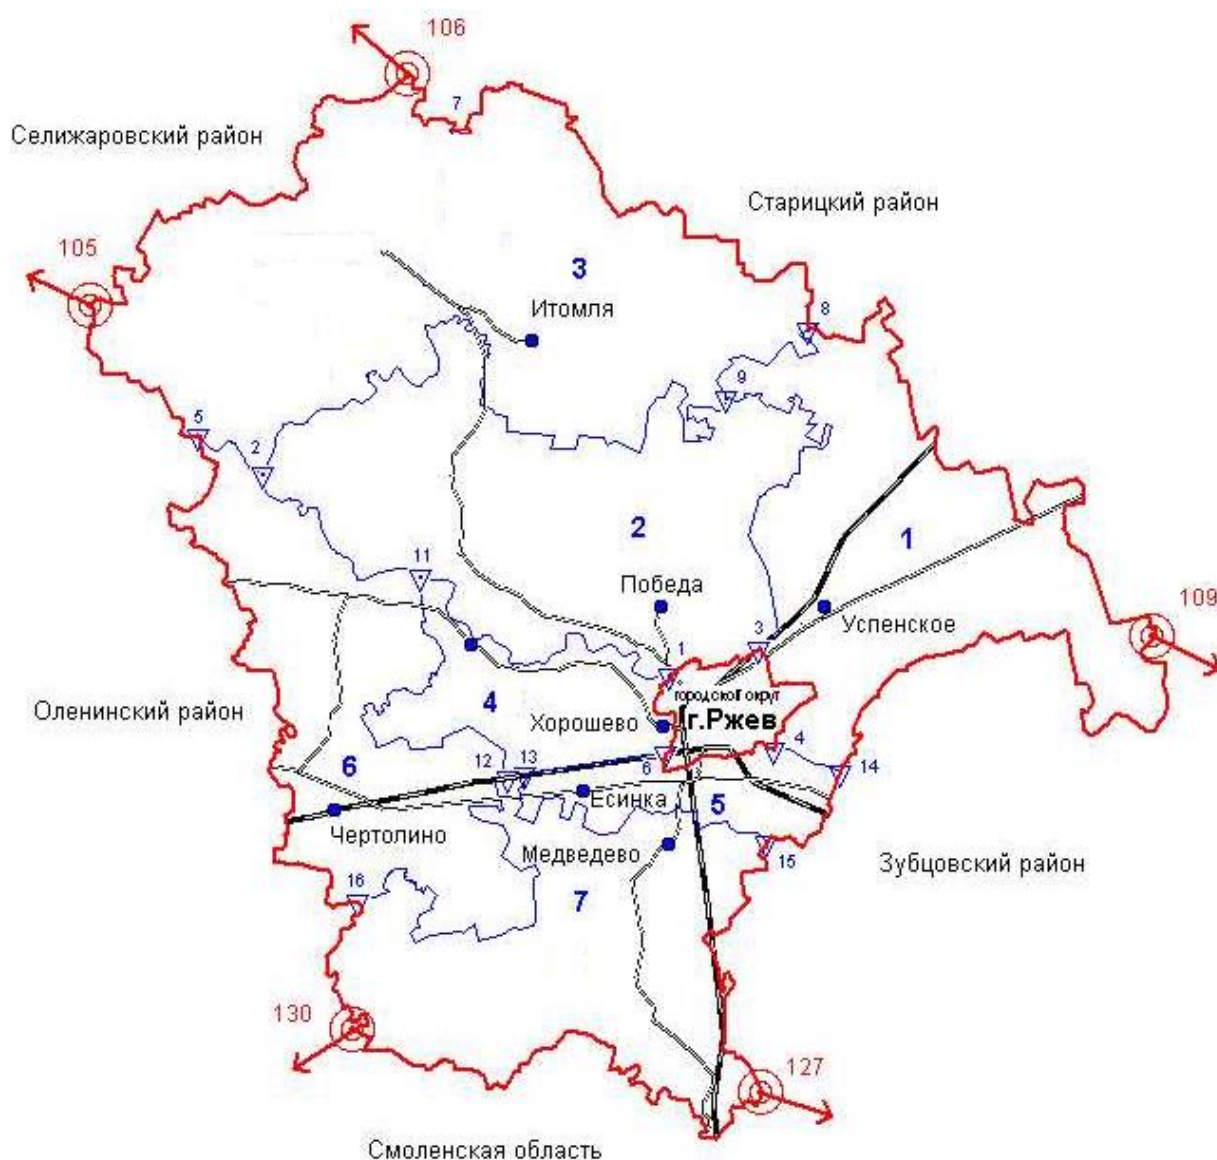 106
7
Селижаровский район
Старицкий район
105
3
Итомля
8
9
5
2
2
1
11
Победа
109
Успенское
3
1
городской округ
Оленинский район
4
Хорошево
г.Ржев
4
6
12
13
6
14
Есинка
5
Чертолино
Медведево
15
Зубцовский район
16
7
130
127
Смоленская область